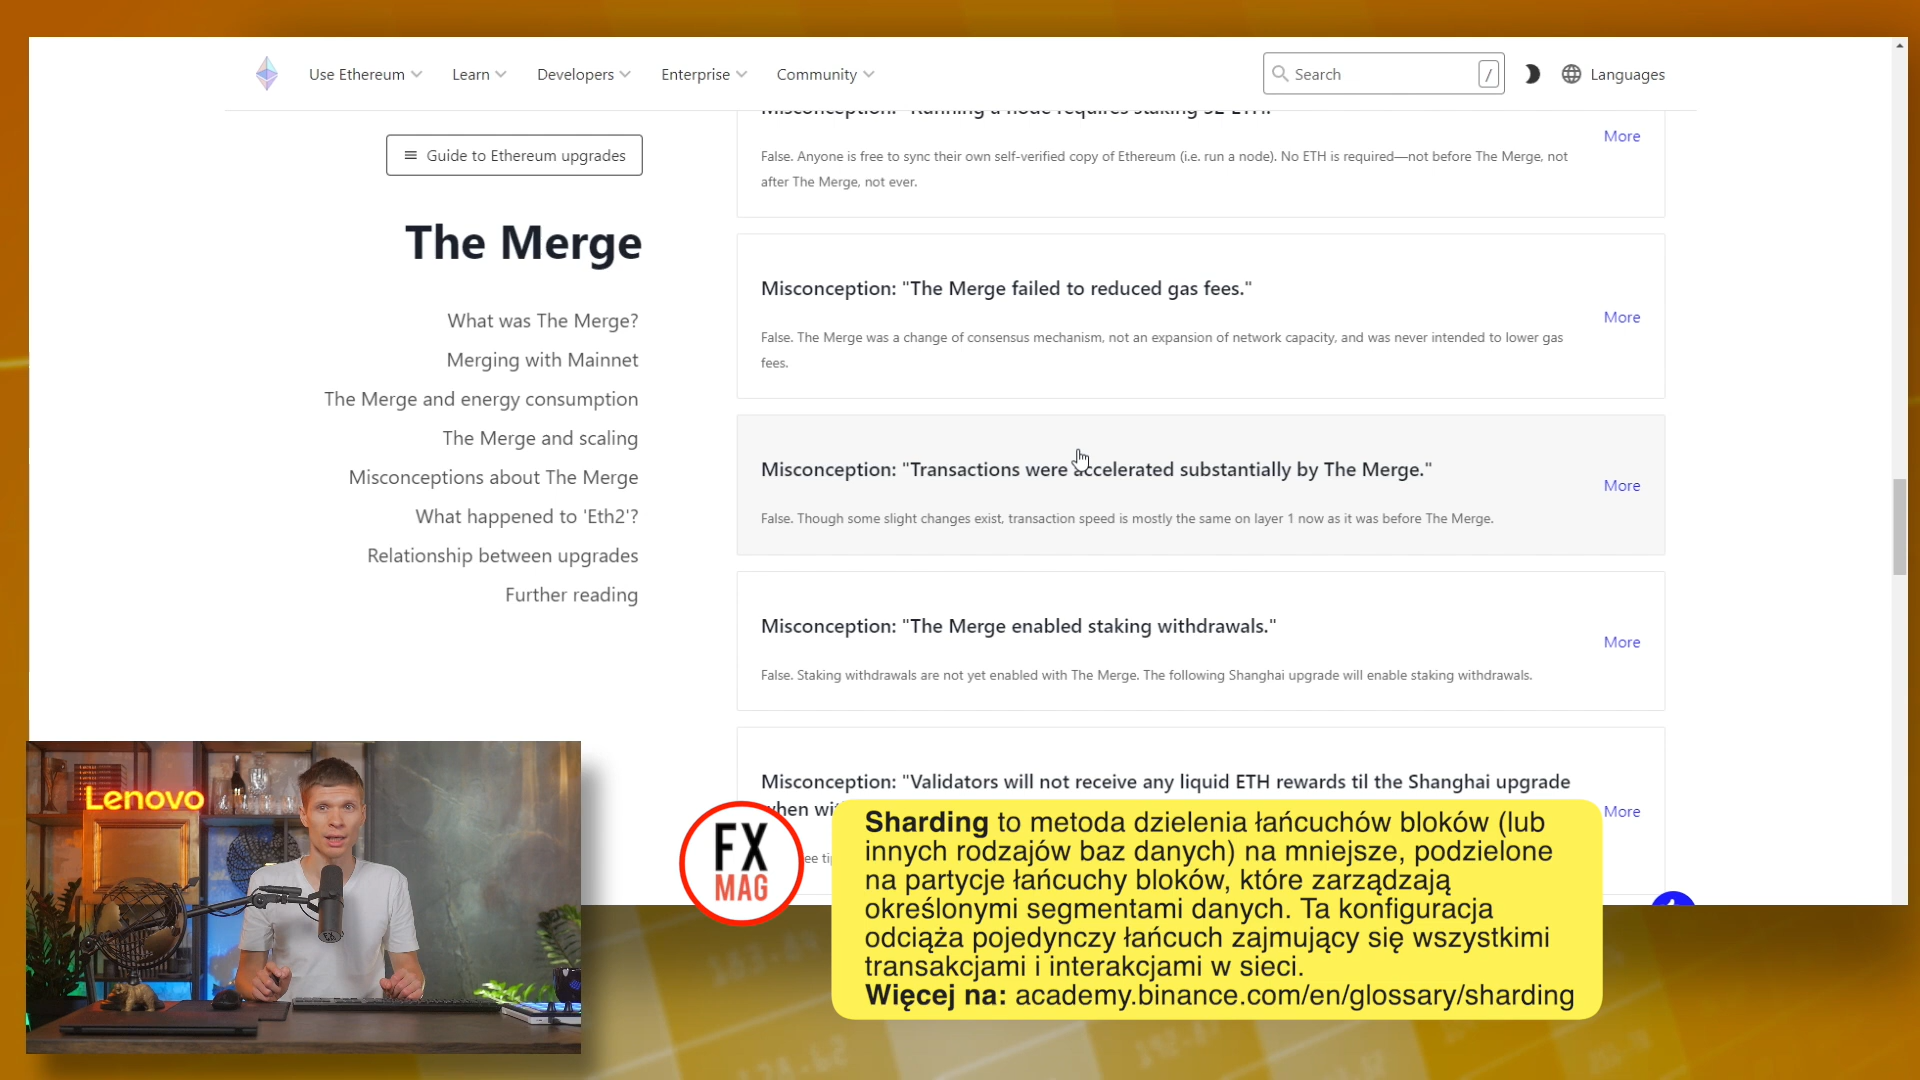 Use Ethereum
Learn
Developers
Enterprise
Community
Search
/
Languages
Guide to Ethereum upgrades
The Merge
What was The Merge?
Merging with Mainnet
The Merge and energy consumption
The Merge and scaling
Misconceptions about The Merge
What happened to 'Eth2'?
Relationship between upgrades
Further reading
Misconception: "Running a node requires staking 32 ETH."
More
False. Anyone is free to sync their own self-verified copy of Ethereum (i.e. run a node). No ETH is required—not before The Merge, not
after The Merge, not ever.
Misconception: "The Merge failed to reduced gas fees."
More
False. The Merge was a change of consensus mechanism, not an expansion of network capacity, and was never intended to lower gas
fees.
Misconception: "Transactions were accelerated substantially by The Merge."
More
False. Though some slight changes exist, transaction speed is mostly the same on layer 1 now as it was before The Merge.
Misconception: "The Merge enabled staking withdrawals."
More
False. Staking withdrawals are not yet enabled with The Merge. The following Shanghai upgrade will enable staking withdrawals.
Misconception: "Validators will not receive any liquid ETH rewards til the Shanghai upgrade
when
More
Lenovo
FX
MAG
Sharding to metoda dzielenia łańcuchów bloków (lub
innych rodzajów baz danych) na mniejsze, podzielone
na partycje łańcuchy bloków, które zarządzają
określonymi segmentami danych. Ta konfiguracja
odciąża pojedynczy łańcuch zajmujący się wszystkimi
transakcjami i interakcjami w sieci.
Więcej na: academy.binance.com/en/glossary/sharding